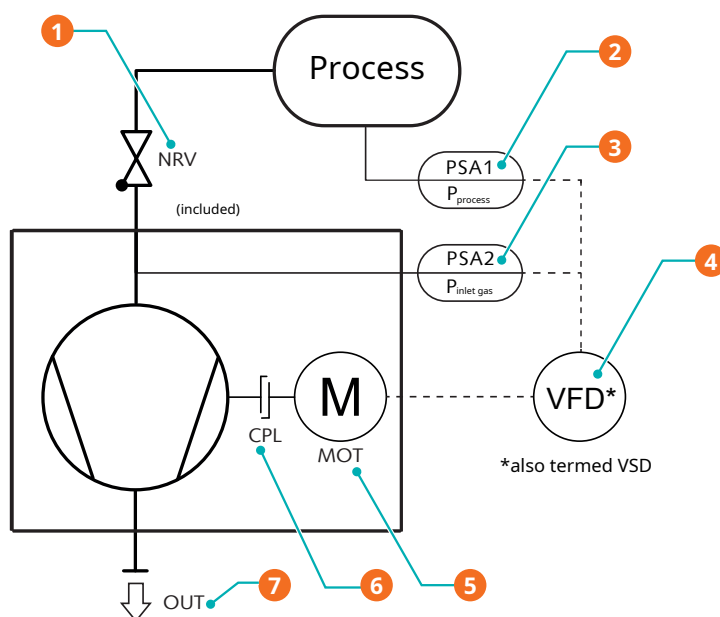 1
Process
2
3
NRV
PSA1
Pprocess
(included)
PSA2
Pinlet gas
4
M
VFD*
CPL
MOT
*also termed VSD
7
6
5
OUT